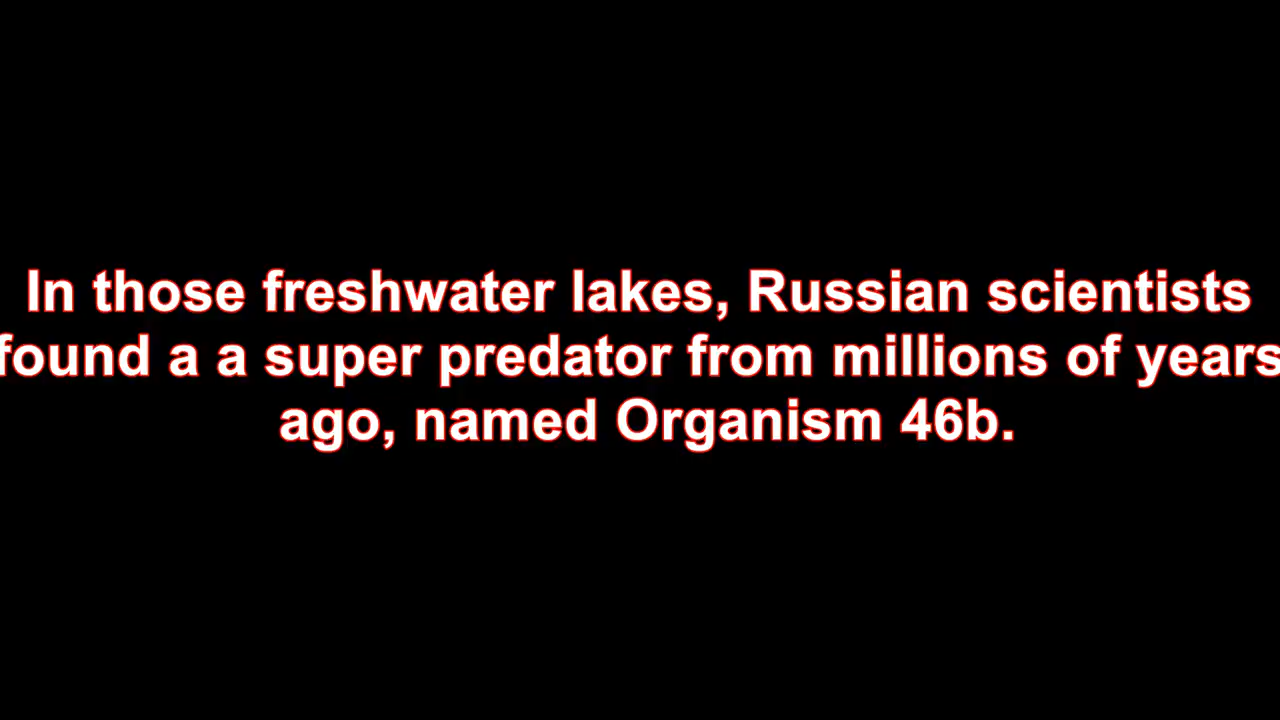 In those freshwater lakes, Russian scientists
found a a super predator from millions of years
ago, named Organism 46b.